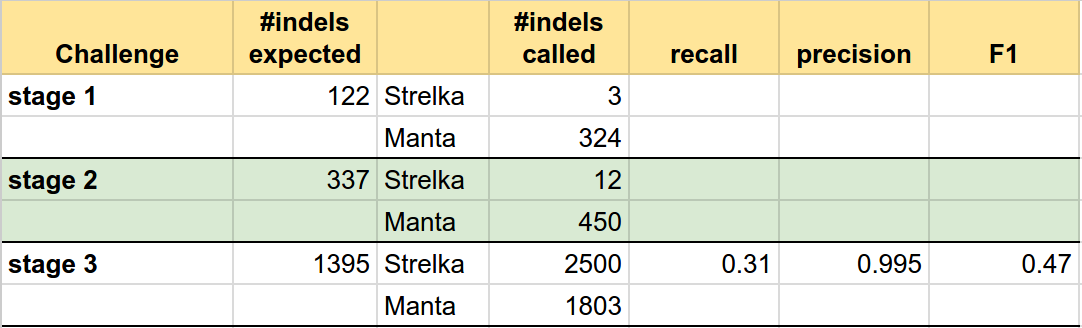 Challenge #indels expected #indels called recall precision F1
stage 1 122 Strelka 3
Manta 324
stage 2 337 Strelka 12
Manta 450
stage 3 1395 Strelka 2500 0.31 0.995 0.47
Manta 1803